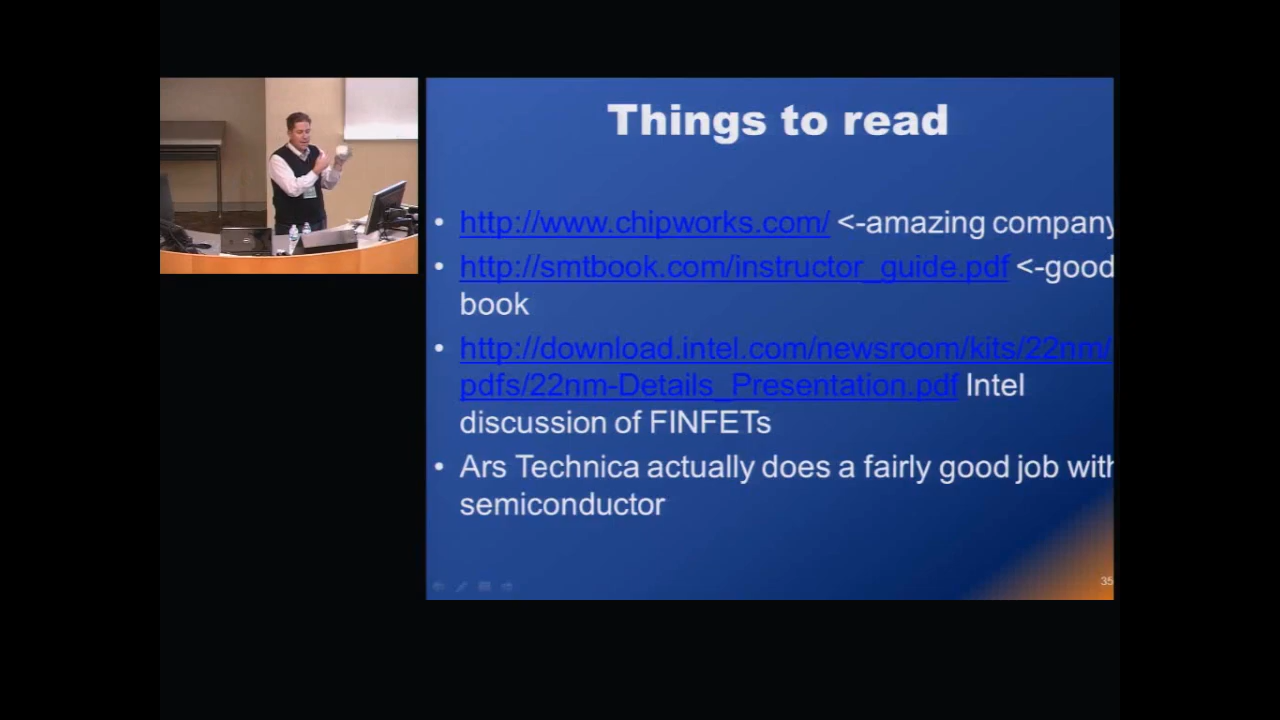 Things to read
• http://www.chipworks.com/ <-amazing company
• http://smtbook.com/instructor_guide.pdf <-good
book
• http://download.intel.com/newsroom/kits/22nm/
pdfs/22nm-Details_Presentation.pdf Intel
discussion of FINFETs
• Ars Technica actually does a fairly good job with
semiconductor
35